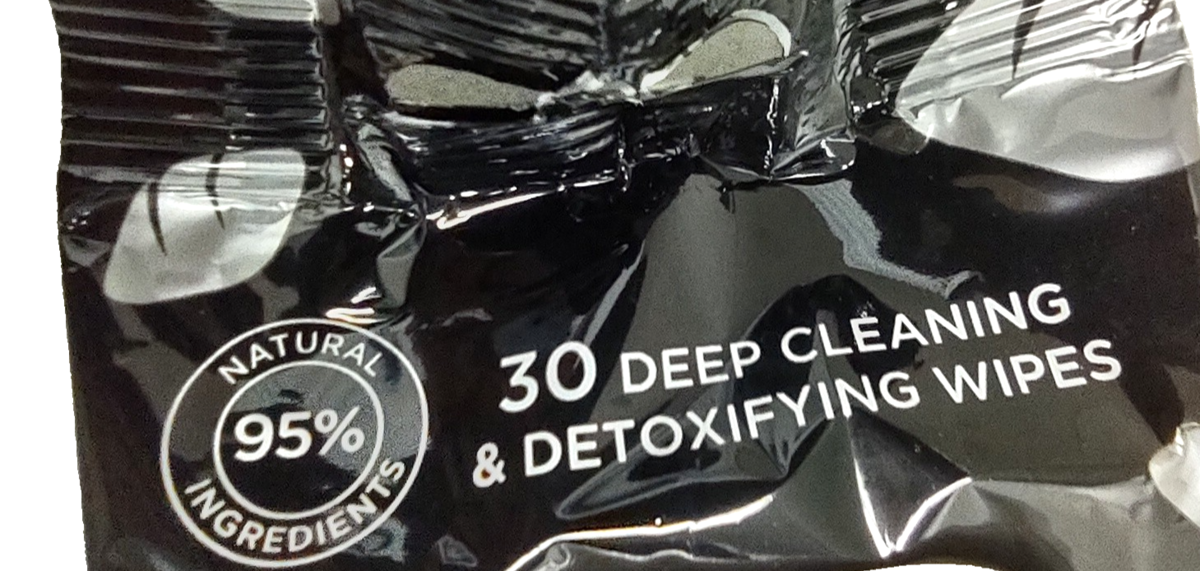 NATURAL
95%
INGREDIENTS
30 DEEP CLEANING
& DETOXIFYING WIPES